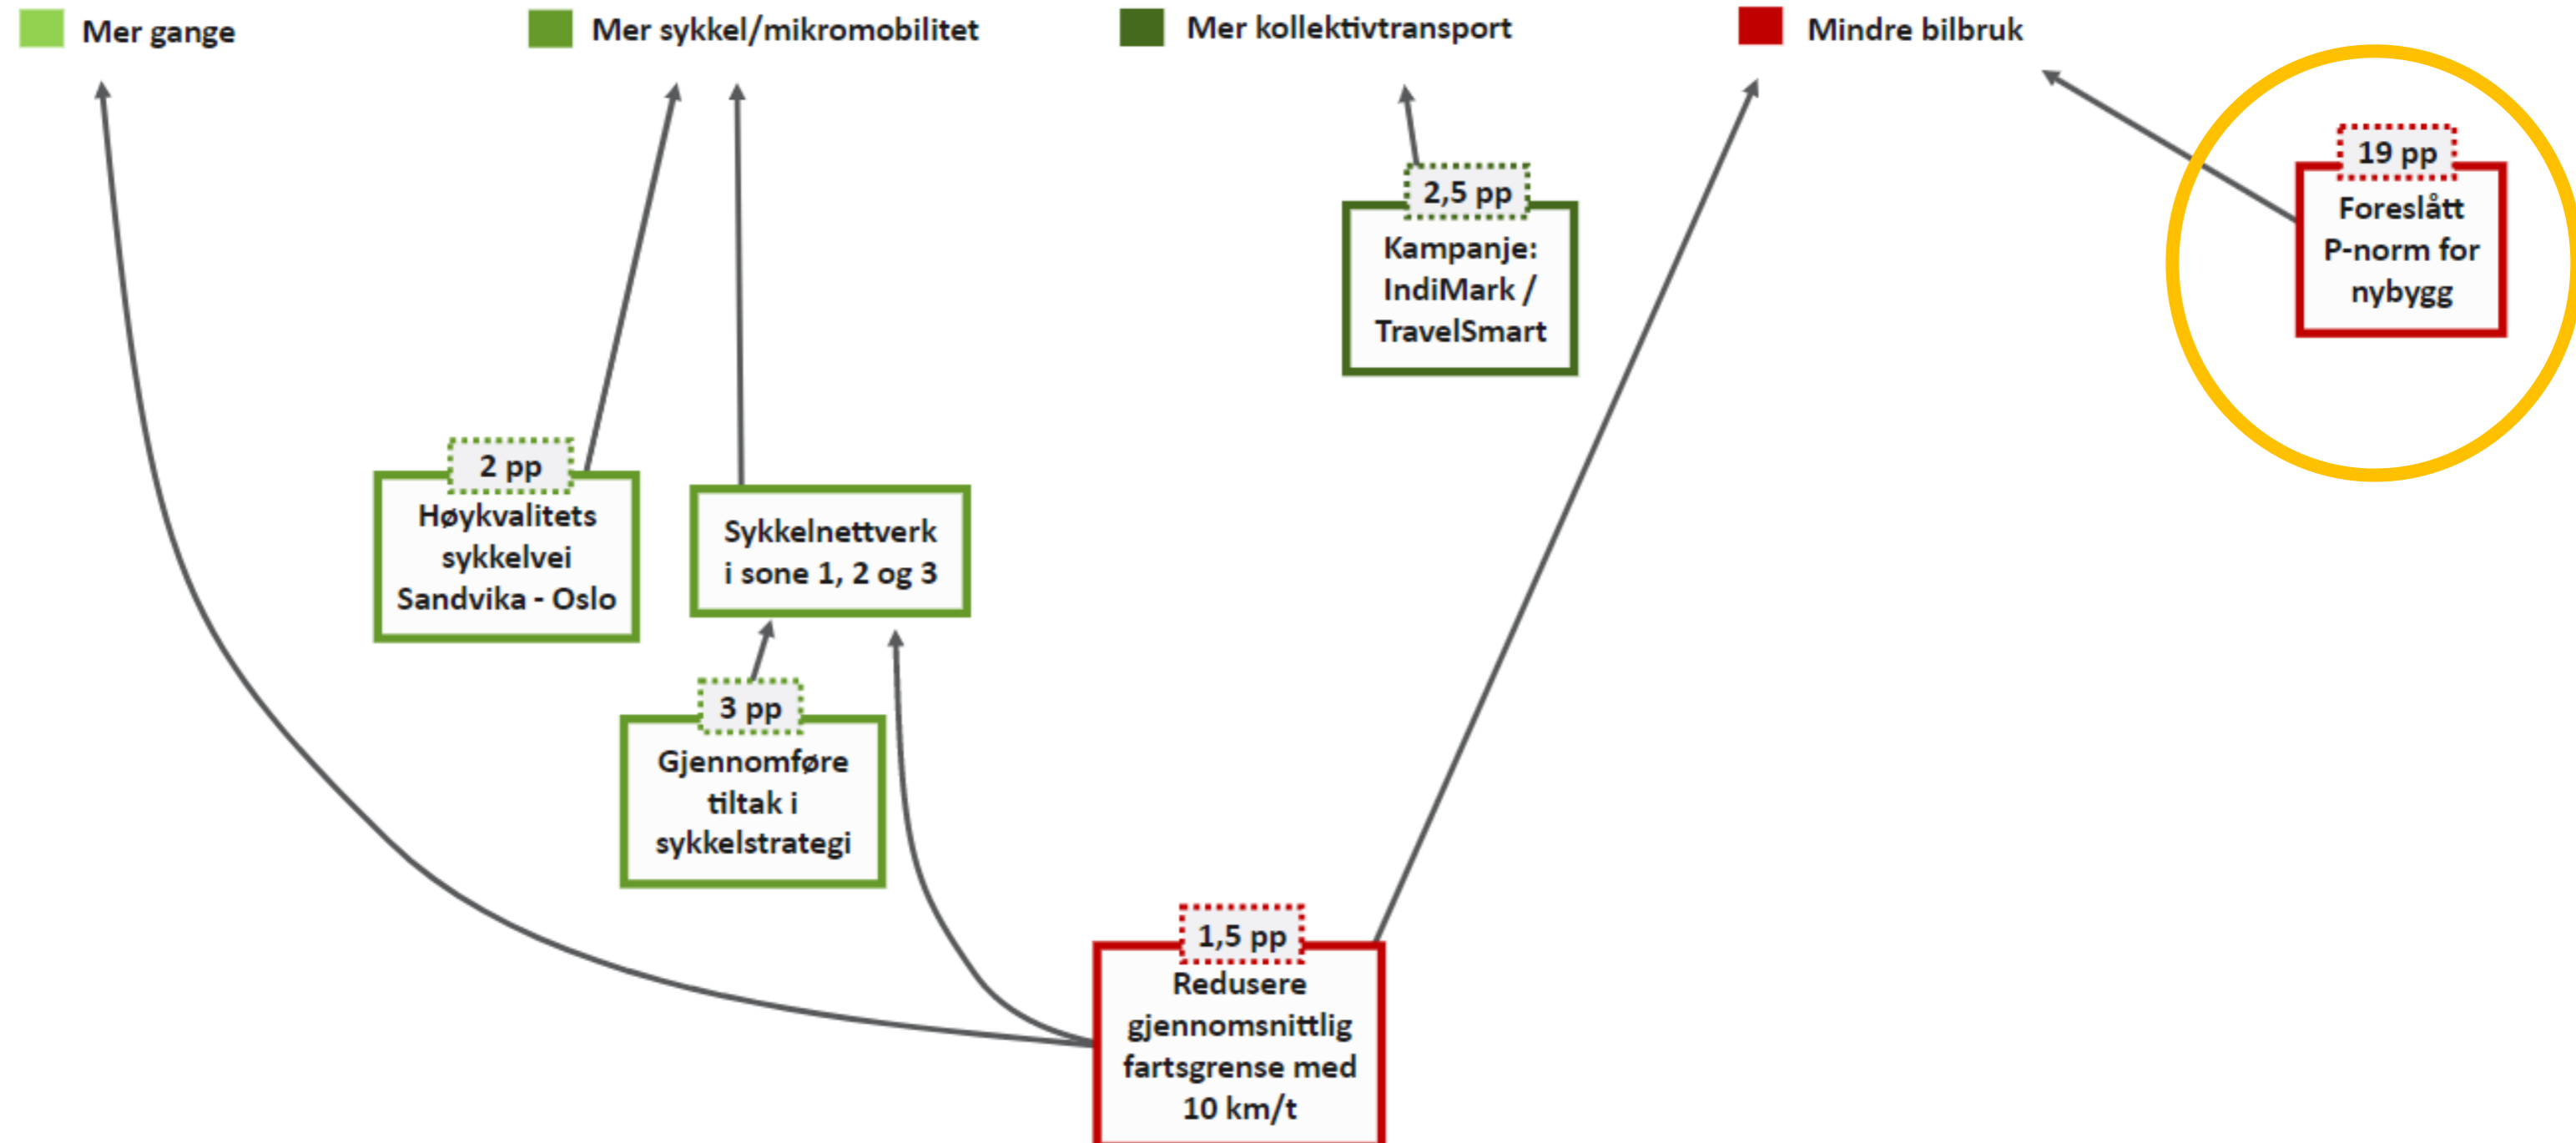 Mer gange
Mer sykkel/mikromobilitet
Mer kollektivtransport
Mindre bilbruk
19 pp
Foreslått
P-norm for
nybygg
2,5 pp
Kampanje:
IndiMark /
TravelSmart
2 pp
Høykvalitets
sykkelvei
Sandvika - Oslo
Sykkelnettverk
i sone 1, 2 og 3
3 pp
Gjennomføre
tiltak i
sykkelstrategi
1,5 pp
Redusere
gjennomsnittlig
fartsgrense med
10 km/t